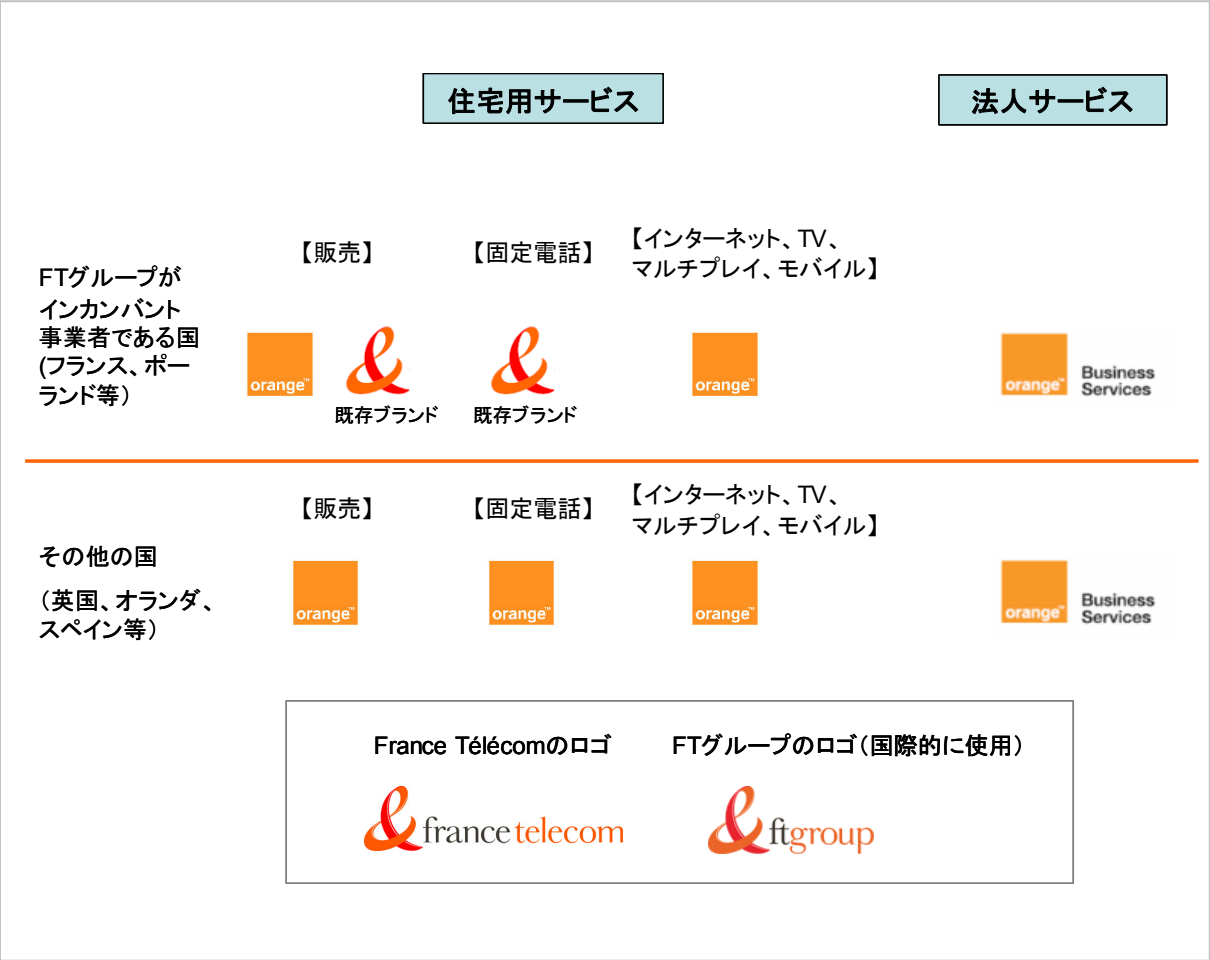 住宅用サービス
法人サービス
FTグループが
インカンバント
事業者である国
(フランス、ポー
ランド等）
【販売】
【固定電話】
【インターネット、TV、
マルチプレイ、モバイル】
orange™
既存ブランド
既存ブランド
orange™
orange™
Business
Services
その他の国
（英国、オランダ、
スペイン等）
【販売】
【固定電話】
【インターネット、TV、
マルチプレイ、モバイル】
orange™
orange™
orange™
orange™
Business
Services
France Télécomのロゴ
FTグループのロゴ（国際的に使用）
& france telecom
& ftgroup